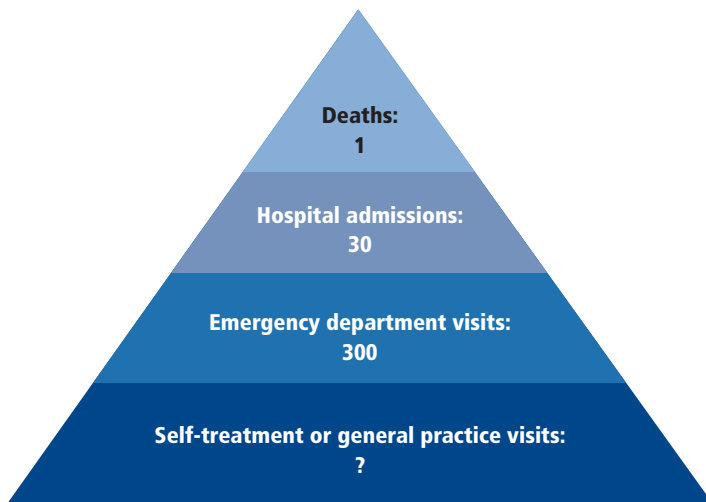 Deaths:
1
Hospital admissions:
30
Emergency department visits:
300
Self-treatment or general practice visits:
?